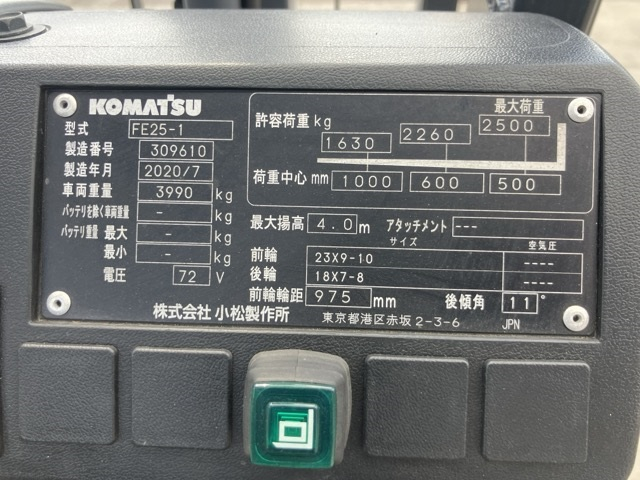 KOMATSU
型式 FE25-1
製造番号 309610
製造年月 2020/7
車両重量 3990 kg
バッテリを除く車両重量 - kg
バッテリ重量 最大 - kg
最小 - kg
電圧 72 V
最大荷重
許容荷重 kg 1630 2260 2500
荷重中心 mm 1000 600 500
最大揚高 4.0 m アタッチメント ---
サイズ 空気圧
前輪 23X9-10 ----
後輪 18X7-8 ----
前輪輪距 975 mm 後傾角 11°
株式会社 小松製作所 東京都港区赤坂 2-3-6
JPN